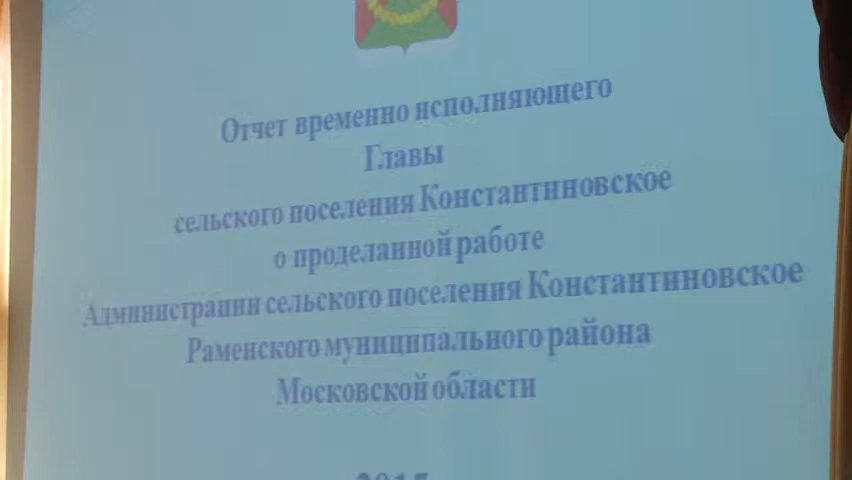 Отчет временно исполняющего
Главы
сельского поселения Константиновское
о проделанной работе
Администрации сельского поселения Константиновское
Раменского муниципального района
Московской области